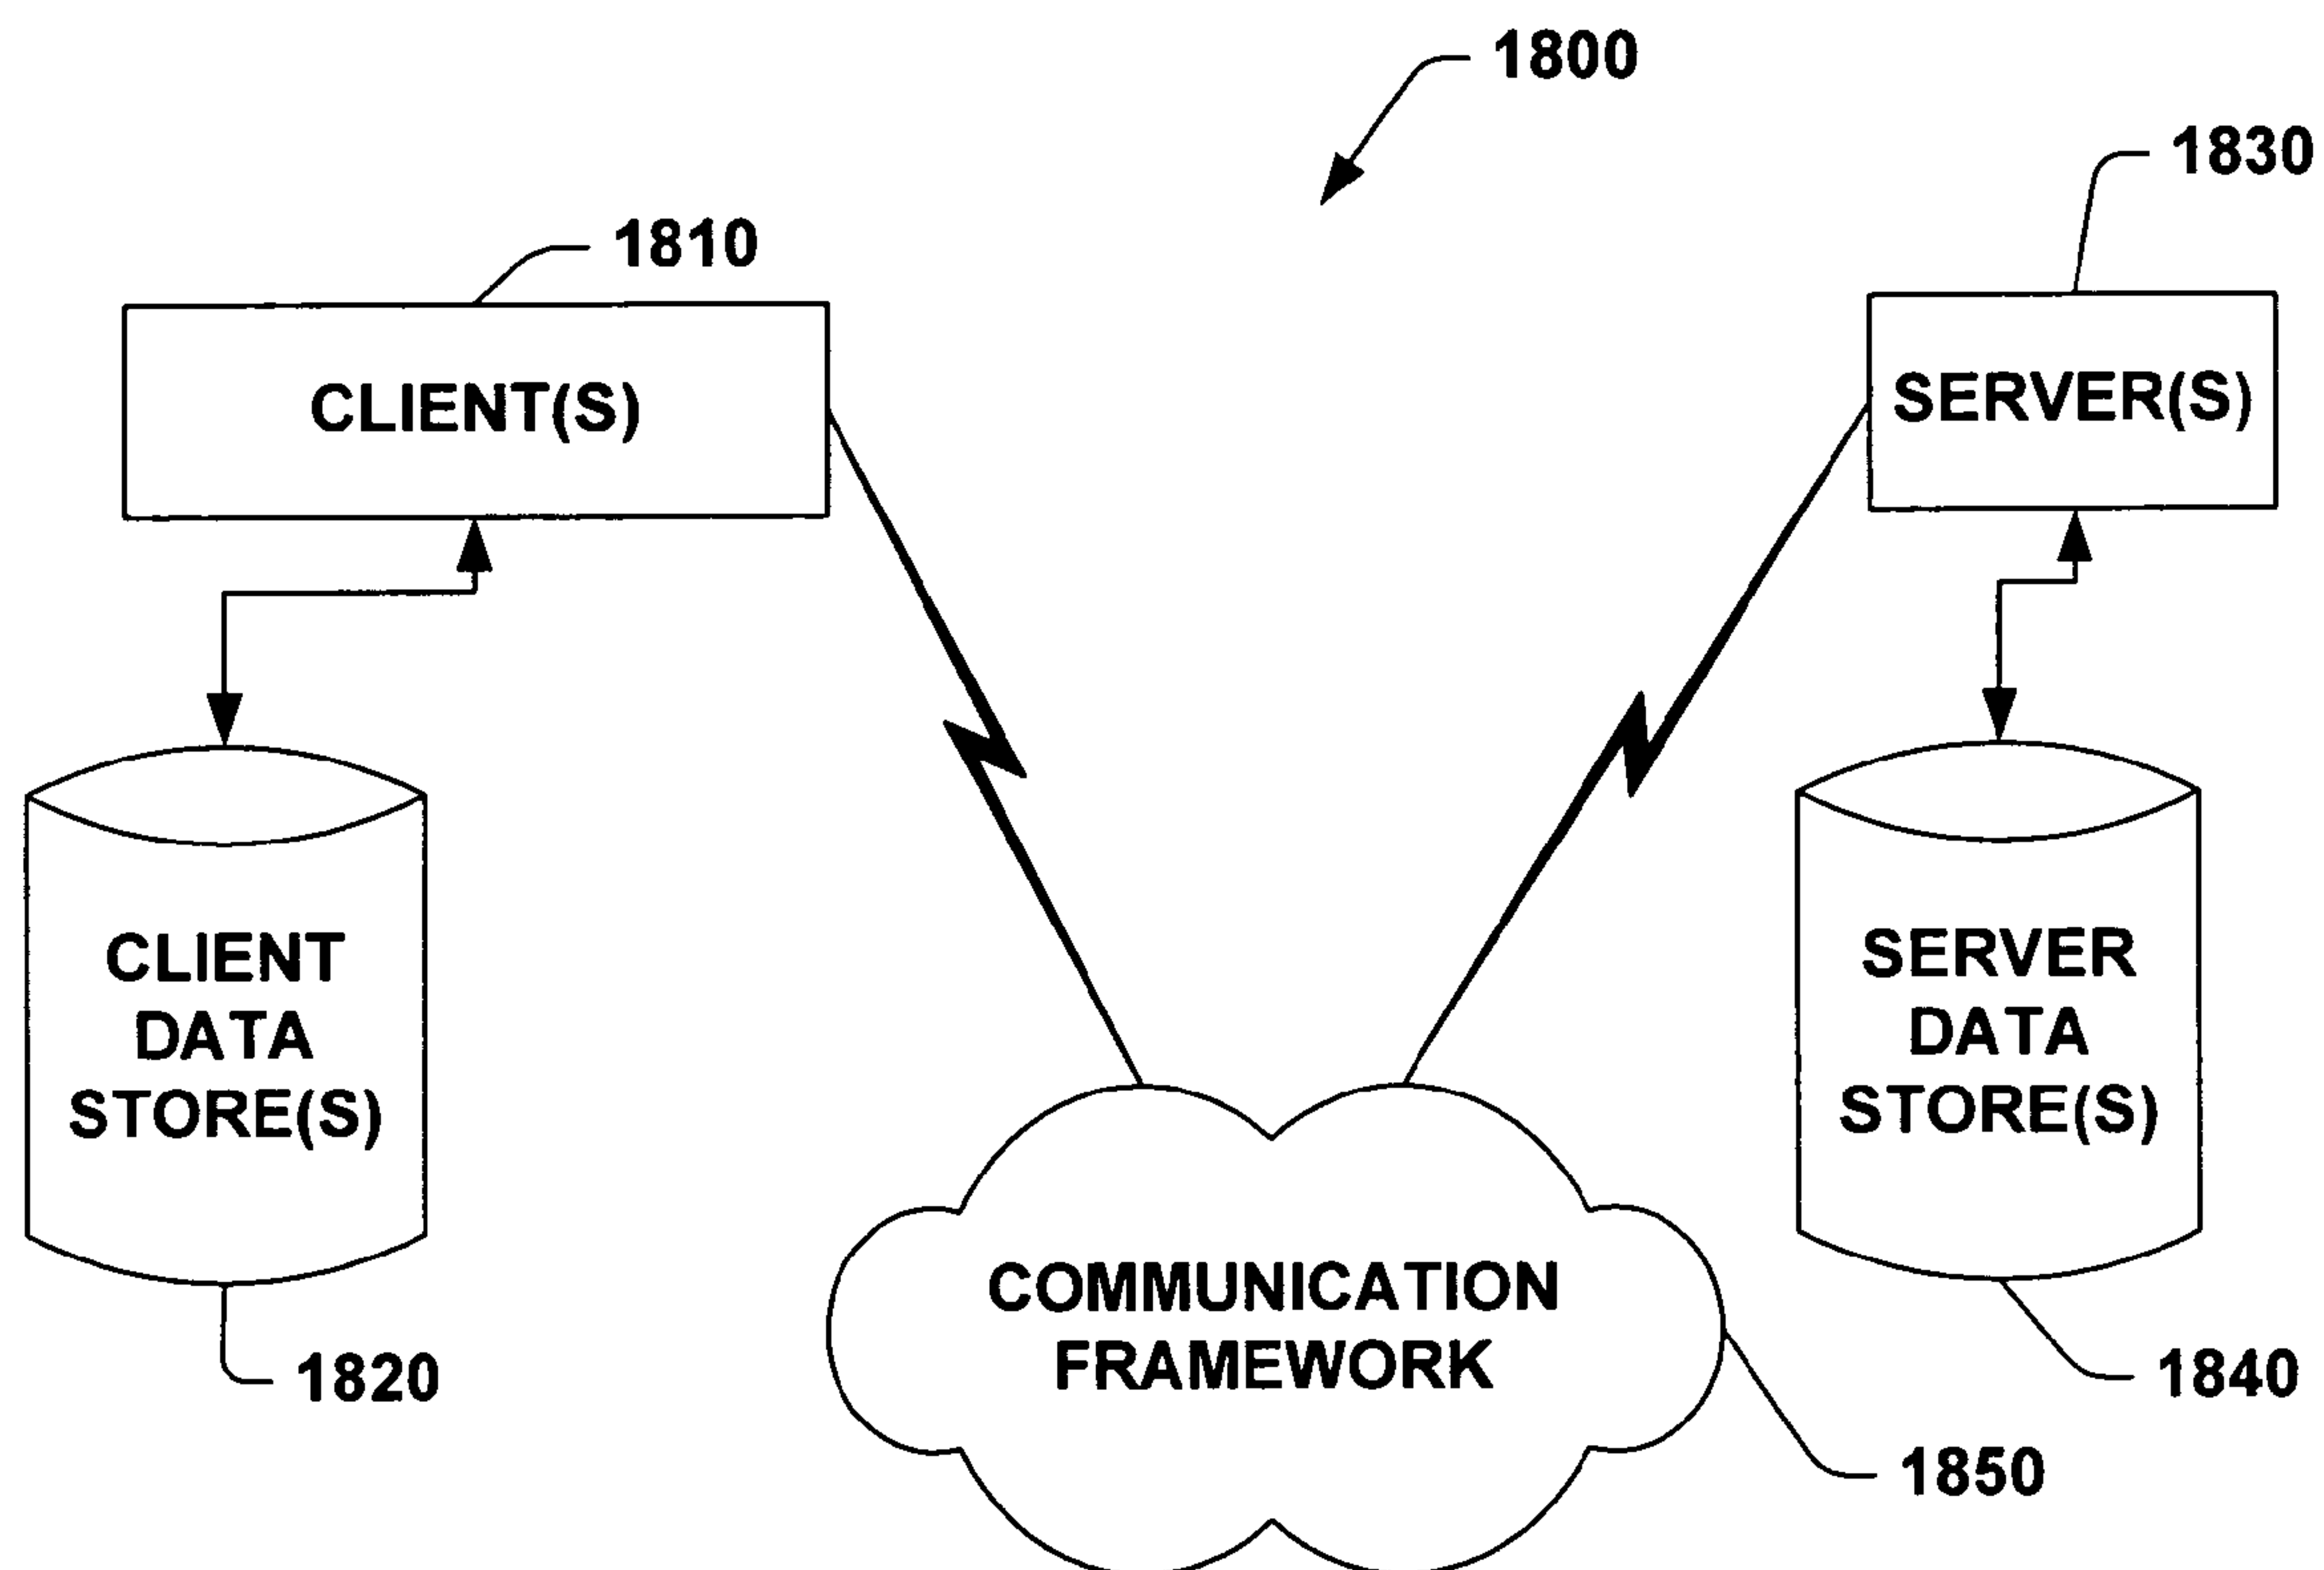 1800
1830
1810
CLIENT(S)
SERVER(S)
CLIENT
DATA
STORE(S)
SERVER
DATA
STORE(S)
COMMUNICATION
FRAMEWORK
1820
1840
1850